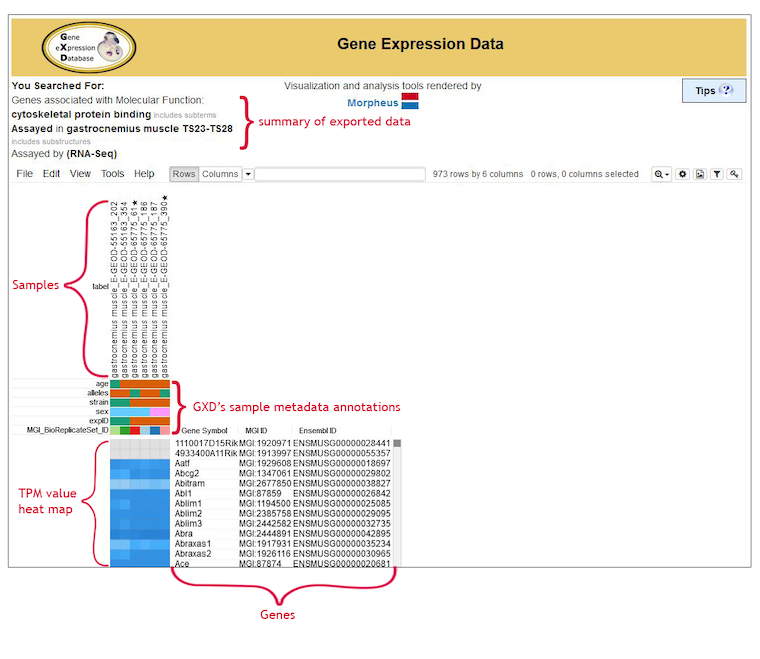 Gene
eXpression
Database
Gene Expression Data
You Searched For:
Genes associated with Molecular Function:
cytoskeletal protein binding includes subterms
Assayed in gastrocnemius muscle TS23-TS28
includes substructures
Assayed by (RNA-Seq)
summary of exported data
Visualization and analysis tools rendered by
Morpheus
Tips ?
File Edit View Tools Help Rows Columns 973 rows by 6 columns 0 rows, 0 columns selected
Samples
label
gastrocnemius muscle_E-GEOD-55163_202
gastrocnemius muscle_E-GEOD-55163_354
gastrocnemius muscle_E-GEOD-65775_61★
gastrocnemius muscle_E-GEOD-65775_186
gastrocnemius muscle_E-GEOD-65775_187
gastrocnemius muscle_E-GEOD-65775_390★
age
alleles
strain
sex
expID
MGI_BioReplicateSet_ID
GXD's sample metadata annotations
Gene Symbol MGI ID Ensembl ID
1110017D15Rik MGI:1920971 ENSMUSG00000028441
4933400A11Rik MGI:1913997 ENSMUSG00000055357
Aatf MGI:1929608 ENSMUSG00000018697
Abcg2 MGI:1347061 ENSMUSG00000029802
Abitram MGI:2677850 ENSMUSG00000038827
Abl1 MGI:87859 ENSMUSG00000026842
Ablim1 MGI:1194500 ENSMUSG00000025085
Ablim2 MGI:2385758 ENSMUSG00000029095
Ablim3 MGI:2442582 ENSMUSG00000032735
Abra MGI:2444891 ENSMUSG00000042895
Abraxas1 MGI:1917931 ENSMUSG00000035234
Abraxas2 MGI:1926116 ENSMUSG00000030965
Ace MGI:87874 ENSMUSG00000020681
TPM value
heat map
Genes